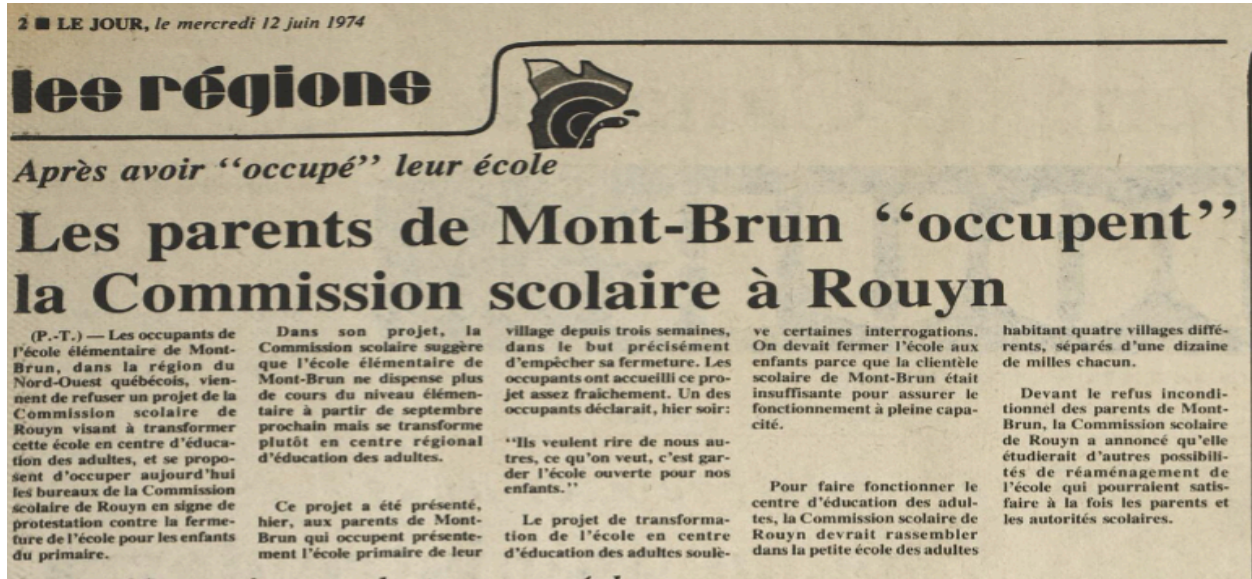 2 ■ LE JOUR, le mercredi 12 juin 1974
les régions
Après avoir ‘‘occupé’’ leur école
Les parents de Mont-Brun ‘‘occupent’’
la Commission scolaire à Rouyn
(P.-T.) — Les occupants de
l'école élémentaire de Mont-
Brun, dans la région du
Nord-Ouest québécois, vien-
nent de refuser un projet de la
Commission scolaire de
Rouyn visant à transformer
cette école en centre d'éduca-
tion des adultes, et se propo-
sent d'occuper aujourd'hui
les bureaux de la Commission
scolaire de Rouyn en signe de
protestation contre la ferme-
ture de l'école pour les enfants
du primaire.
Dans son projet, la
Commission scolaire suggère
que l'école élémentaire de
Mont-Brun ne dispense plus
de cours du niveau élémen-
taire à partir de septembre
prochain mais se transforme
plutôt en centre régional
d'éducation des adultes.
Ce projet a été présenté,
hier, aux parents de Mont-
Brun qui occupent présente-
ment l'école primaire de leur
village depuis trois semaines,
dans le but précisément
d'empêcher sa fermeture. Les
occupants ont accueilli ce pro-
jet assez fraîchement. Un des
occupants déclarait, hier soir:
‘‘Ils veulent rire de nous au-
tres, ce qu'on veut, c'est gar-
der l'école ouverte pour nos
enfants.’’
Le projet de transforma-
tion de l'école en centre
d'éducation des adultes soulè-
ve certaines interrogations.
On devait fermer l'école aux
enfants parce que la clientèle
scolaire de Mont-Brun était
insuffisante pour assurer le
fonctionnement à pleine capa-
cité.
Pour faire fonctionner le
centre d'éducation des adul-
tes, la Commission scolaire de
Rouyn devrait rassembler
dans la petite école des adultes
habitant quatre villages diffé-
rents, séparés d'une dizaine
de milles chacun.
Devant le refus incondi-
tionnel des parents de Mont-
Brun, la Commission scolaire
de Rouyn a annoncé qu'elle
étudierait d'autres possibili-
tés de réaménagement de
l'école qui pourraient satis-
faire à la fois les parents et
les autorités scolaires.